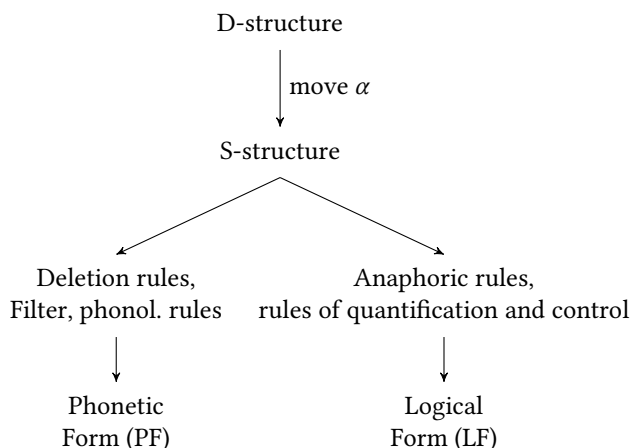 D-structure
move α
S-structure
Deletion rules,
Filter, phonol. rules
Anaphoric rules,
rules of quantification and control
Phonetic
Form (PF)
Logical
Form (LF)